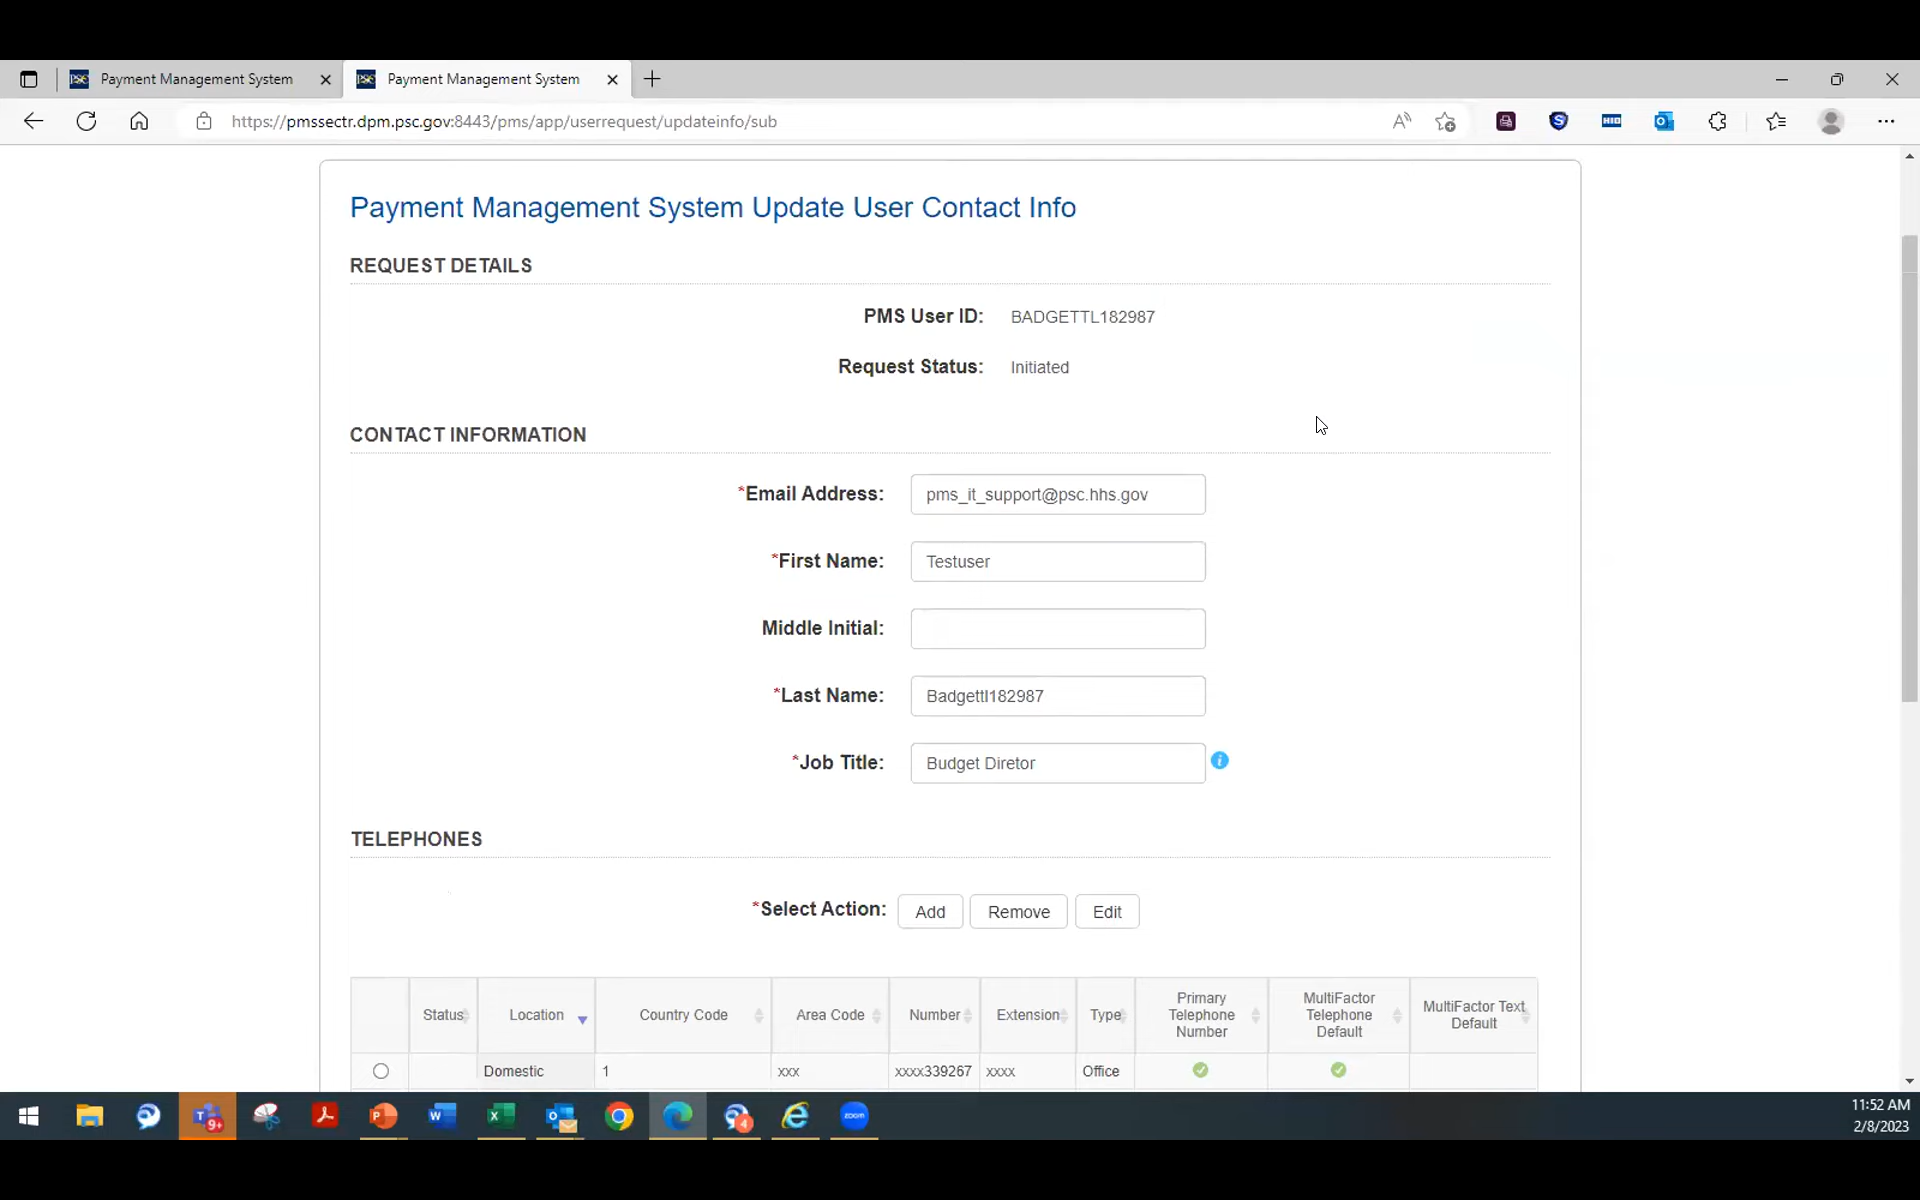 Payment Management System
Payment Management System
https://pmssectr.dpm.psc.gov:8443/pms/app/userrequest/updateinfo/sub
HID
Payment Management System Update User Contact Info
REQUEST DETAILS
PMS User ID: BADGETTL182987
Request Status: Initiated
CONTACT INFORMATION
*Email Address: pms_it_support@psc.hhs.gov
*First Name: Testuser
Middle Initial:
*Last Name: Badgettl182987
*Job Title: Budget Diretor
TELEPHONES
*Select Action: Add Remove Edit
Status Location Country Code Area Code Number Extension Type Primary Telephone Number MultiFactor Telephone Default MultiFactor Text Default
Domestic 1 xxx xxxx339267 xxxx Office
11:52 AM
2/8/2023